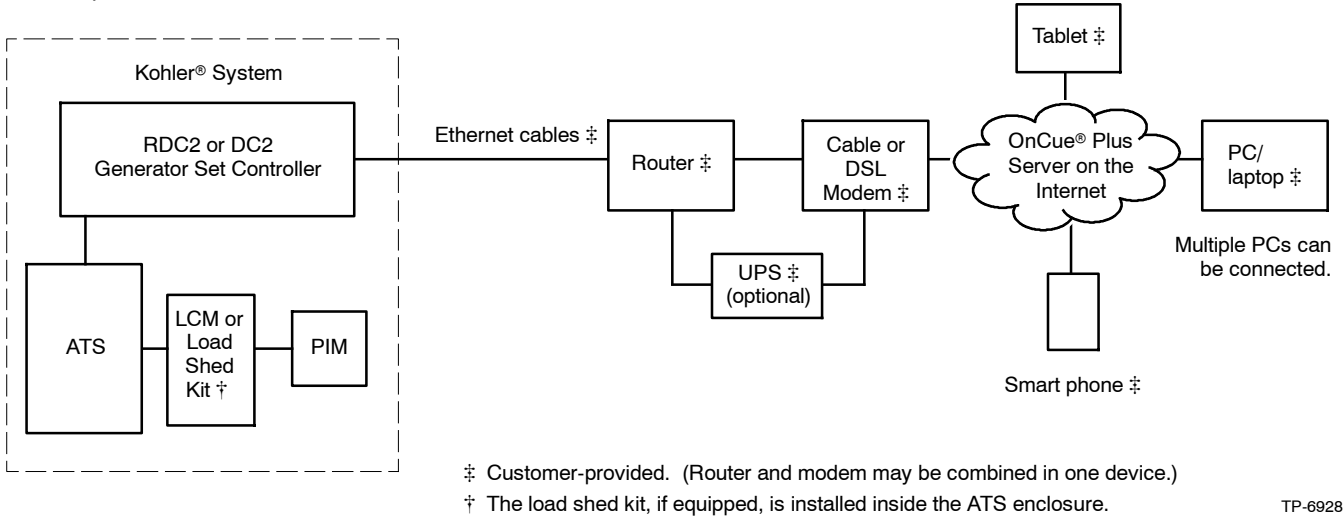 Kohler® System
RDC2 or DC2
Generator Set Controller
ATS
LCM or
Load
Shed
Kit †
PIM
Ethernet cables ‡
Router ‡
Cable or
DSL
Modem ‡
UPS ‡
(optional)
Tablet ‡
OnCue® Plus
Server on the
Internet
PC/
laptop ‡
Multiple PCs can
be connected.
Smart phone ‡
‡ Customer-provided. (Router and modem may be combined in one device.)
† The load shed kit, if equipped, is installed inside the ATS enclosure.
TP-6928